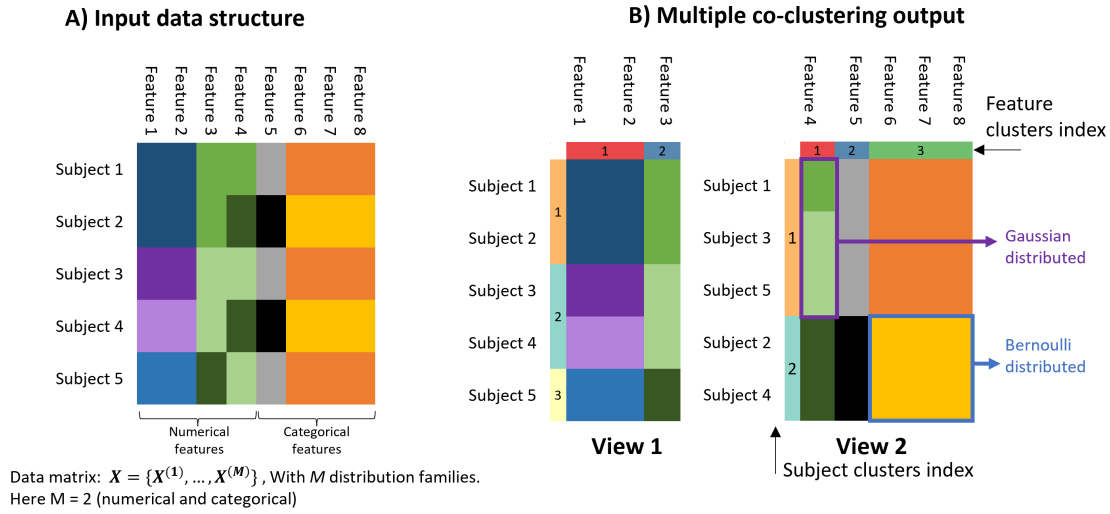 A) Input data structure
Feature 1
Feature 2
Feature 3
Feature 4
Feature 5
Feature 6
Feature 7
Feature 8
Subject 1
Subject 2
Subject 3
Subject 4
Subject 5
Numerical
features
Categorical
features
Data matrix: X = {X⁽¹⁾, … , X⁽ᴹ⁾} , With M distribution families.
Here M = 2 (numerical and categorical)
B) Multiple co-clustering output
Feature 1
Feature 2
Feature 3
1
2
Subject 1
Subject 2
Subject 3
Subject 4
Subject 5
1
2
3
View 1
Feature 4
Feature 5
Feature 6
Feature 7
Feature 8
1
2
3
Feature
clusters index
Subject 1
Subject 3
Subject 5
Subject 2
Subject 4
1
2
Gaussian
distributed
Bernoulli
distributed
View 2
Subject clusters index